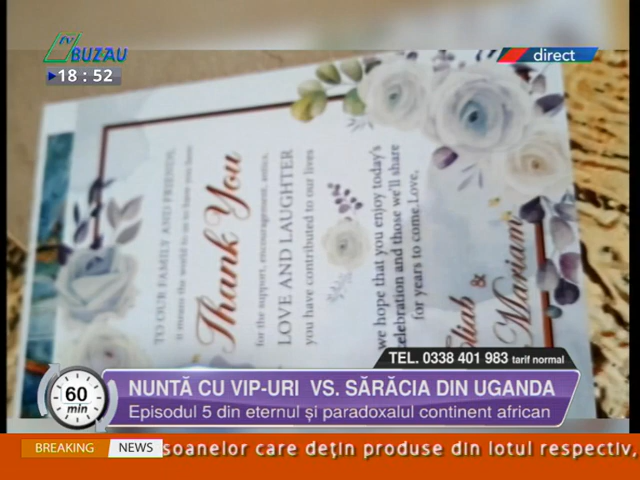 TV
BUZAU
18 : 52
direct
TO OUR FAMILY AND FRIENDS,
it means the world to us to have you here
Thank You
for the support, encouragement, advice,
LOVE AND LAUGHTER
you have contributed to our lives
we hope that you enjoy today's
celebration and those we'll share
for years to come.Love,
&
Mariam
TEL. 0338 401 983 tarif normal
60
min
NUNTĂ CU VIP-URI VS. SĂRĂCIA DIN UGANDA
Episodul 5 din eternul și paradoxalul continent african
BREAKING NEWS soanelor care dețin produse din lotul respectiv,